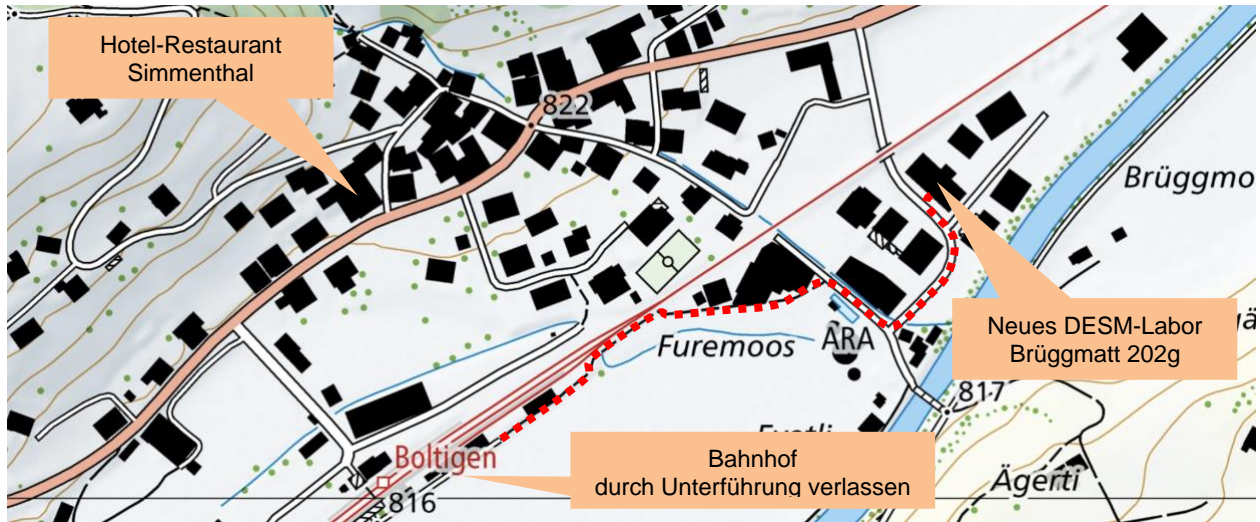 Hotel-Restaurant
Simmenthal
822
Brüggmo
Neues DESM-Labor
Brüggmatt 202g
Furemoos
ARA
817
Boltigen
Bahnhof
durch Unterführung verlassen
816
Ägerti